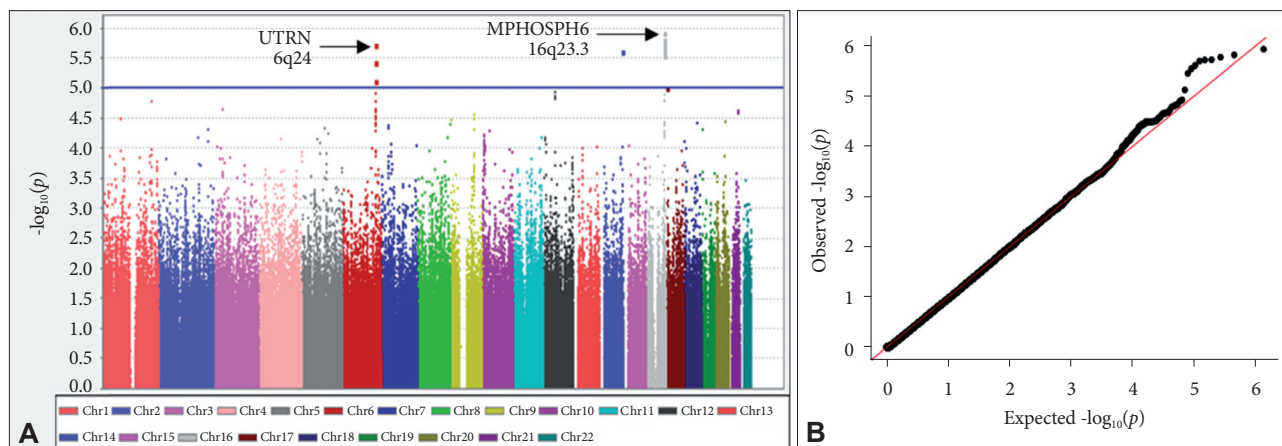 6.0
5.5
5.0
4.5
4.0
3.5
3.0
2.5
2.0
1.5
1.0
0.5
0.0
-log₁₀(p)
UTRN
6q24
MPHOSPH6
16q23.3
Chr1 Chr2 Chr3 Chr4 Chr5 Chr6 Chr7 Chr8 Chr9 Chr10 Chr11 Chr12 Chr13
Chr14 Chr15 Chr16 Chr17 Chr18 Chr19 Chr20 Chr21 Chr22
A
6
5
4
3
2
1
0
Observed -log₁₀(p)
0 1 2 3 4 5 6
Expected -log₁₀(p)
B